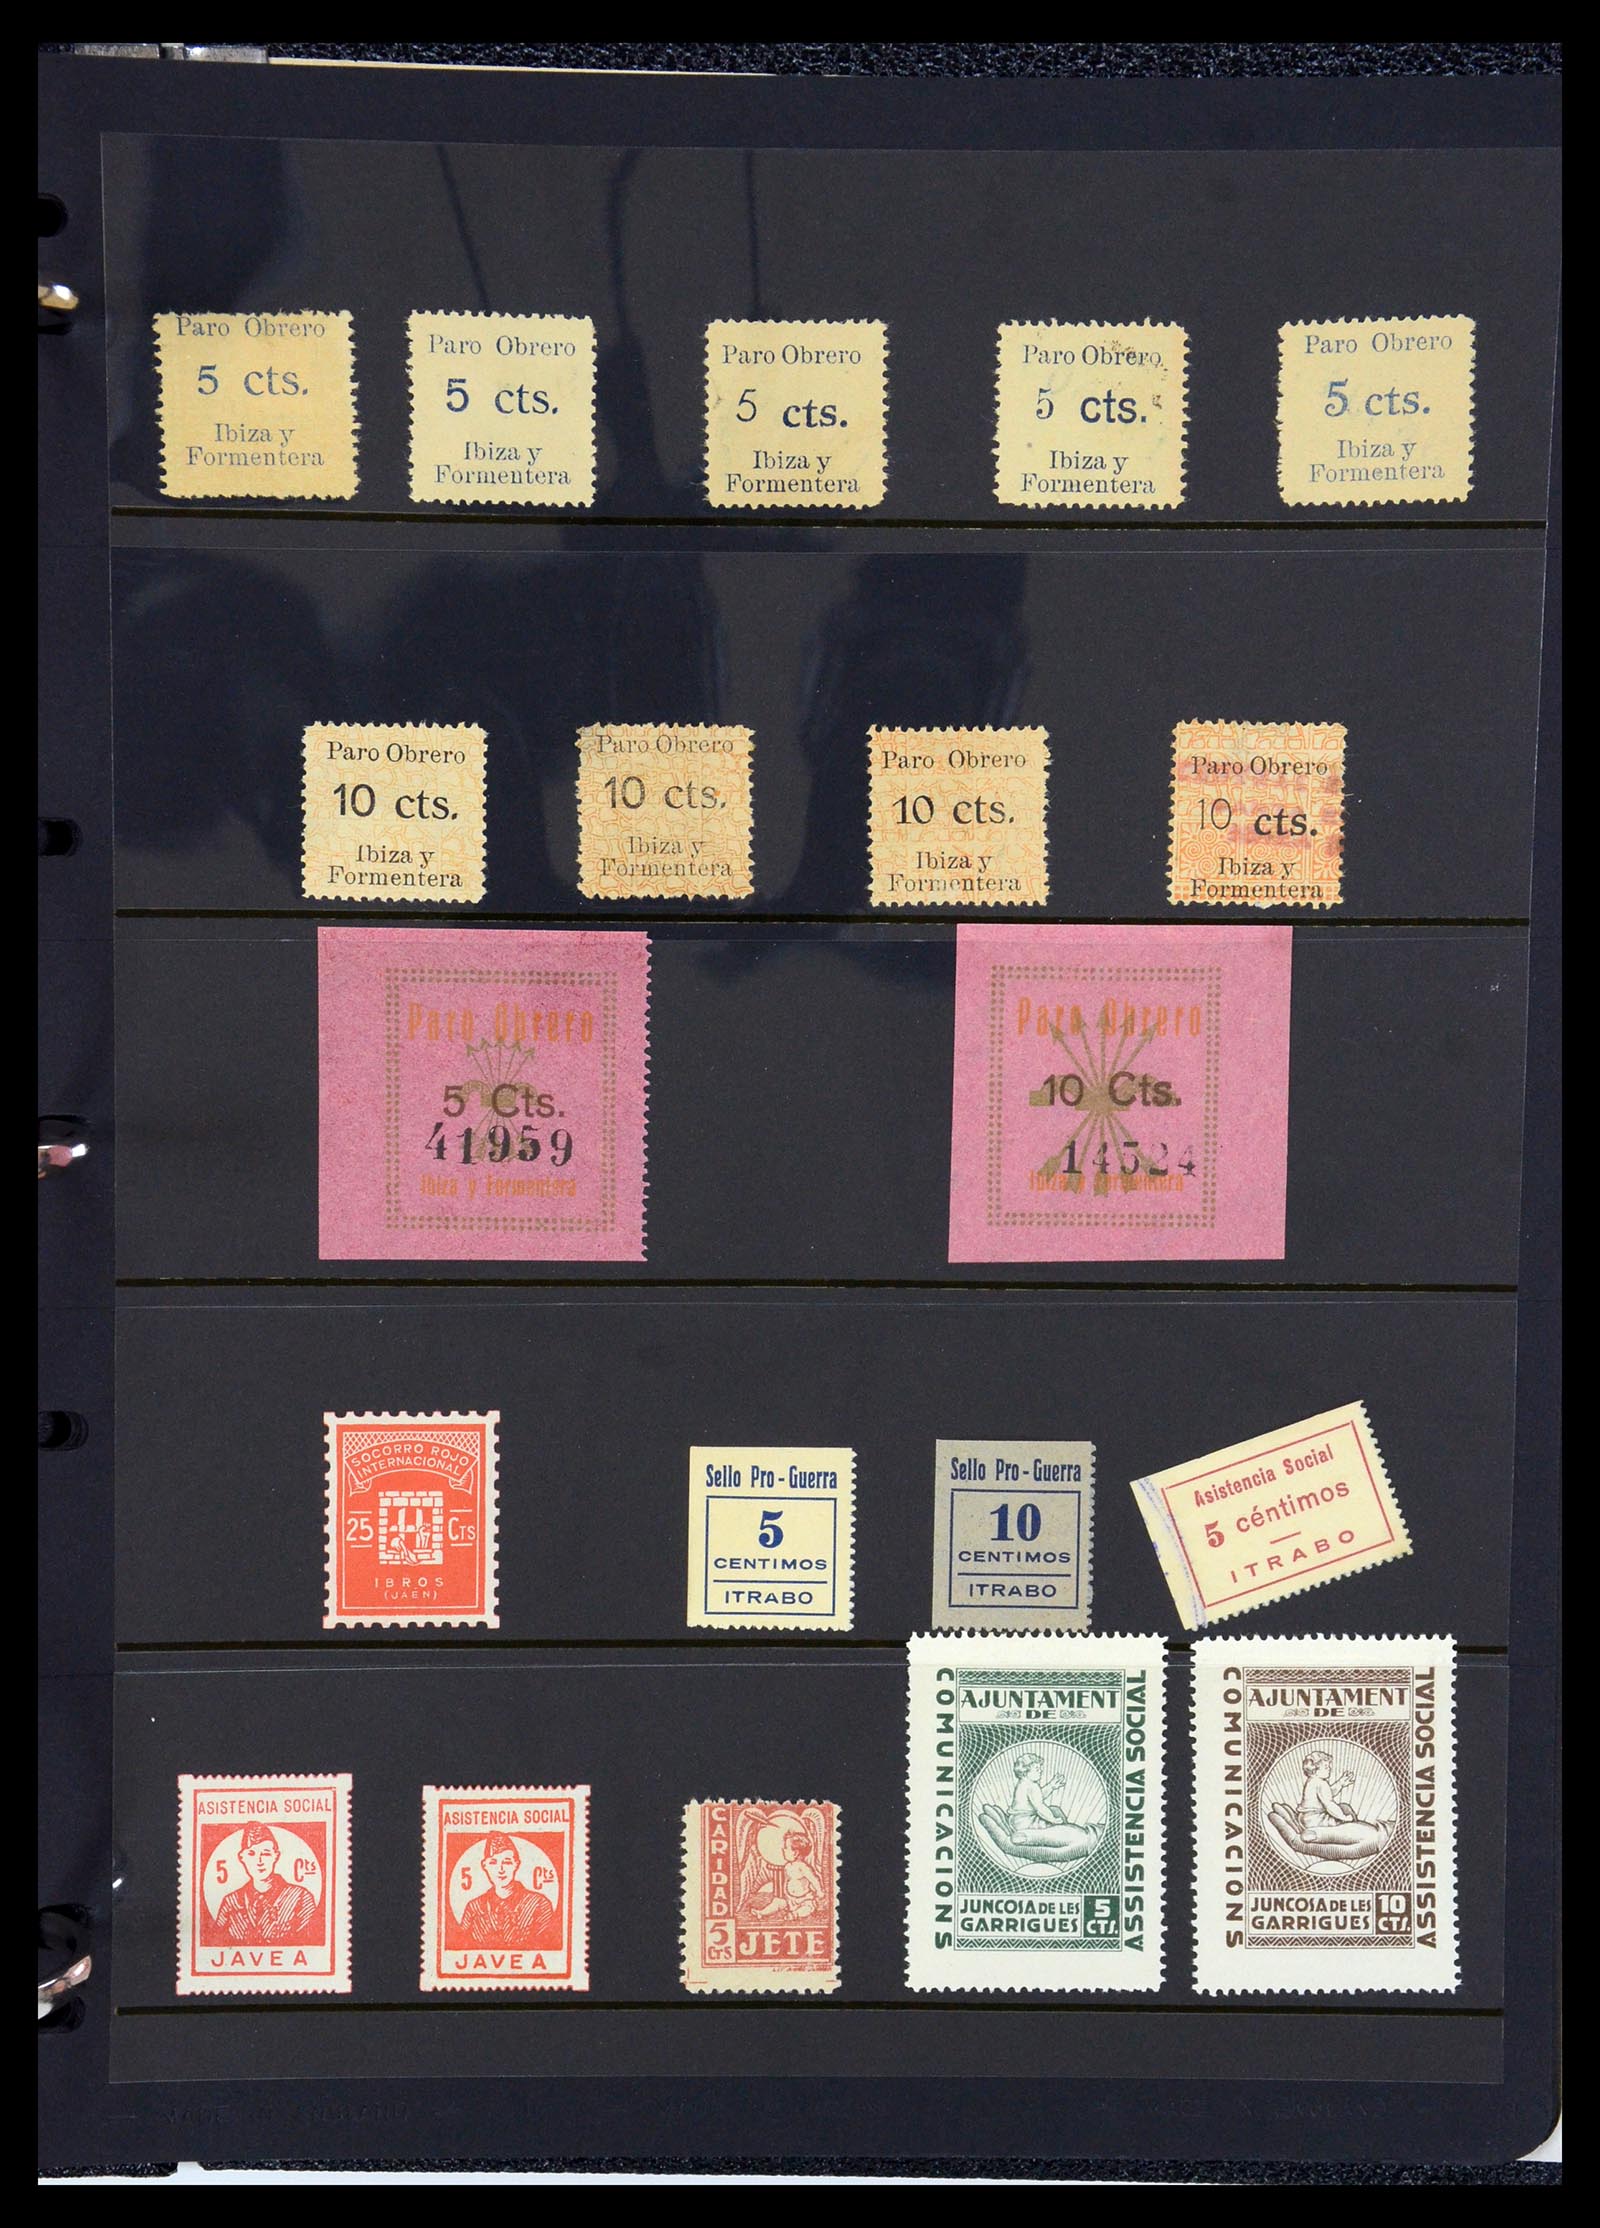 Paro Obrero
5 cts.
Ibiza y
Formentera
Paro Obrero
5 cts.
Ibiza y
Formentera
Paro Obrero
5 cts.
Ibiza y
Formentera
Paro Obrero
5 cts.
Ibiza y
Formentera
Paro Obrero
5 cts.
Ibiza y
Formentera
Paro Obrero
10 cts.
Ibiza y
Formentera
Paro Obrero
10 cts.
Ibiza y
Formentera
Paro Obrero
10 cts.
Ibiza y
Formentera
Paro Obrero
10 cts.
Ibiza y
Formentera
Paro Obrero
5 Cts.
41959
Ibiza y Formentera
Paro Obrero
10 Cts.
14524
Ibiza y Formentera
SOCORRO ROJO
INTERNACIONAL
25 CTS
IBROS
(JAEN)
Sello Pro-Guerra
5
CENTIMOS
ITRABO
Sello Pro-Guerra
10
CENTIMOS
ITRABO
Asistencia Social
5 céntimos
ITRABO
ASISTENCIA SOCIAL
5 Cts
JAVEA
ASISTENCIA SOCIAL
5 Cts
JAVEA
CARIDAD
5 CTS
JETE
COMUNICACIONS
AJUNTAMENT
DE
JUNCOSA DE LES
GARRIGUES
5 CTS.
ASSISTENCIA SOCIAL
COMUNICACIONS
AJUNTAMENT
DE
JUNCOSA DE LES
GARRIGUES
10 CTS.
ASSISTENCIA SOCIAL